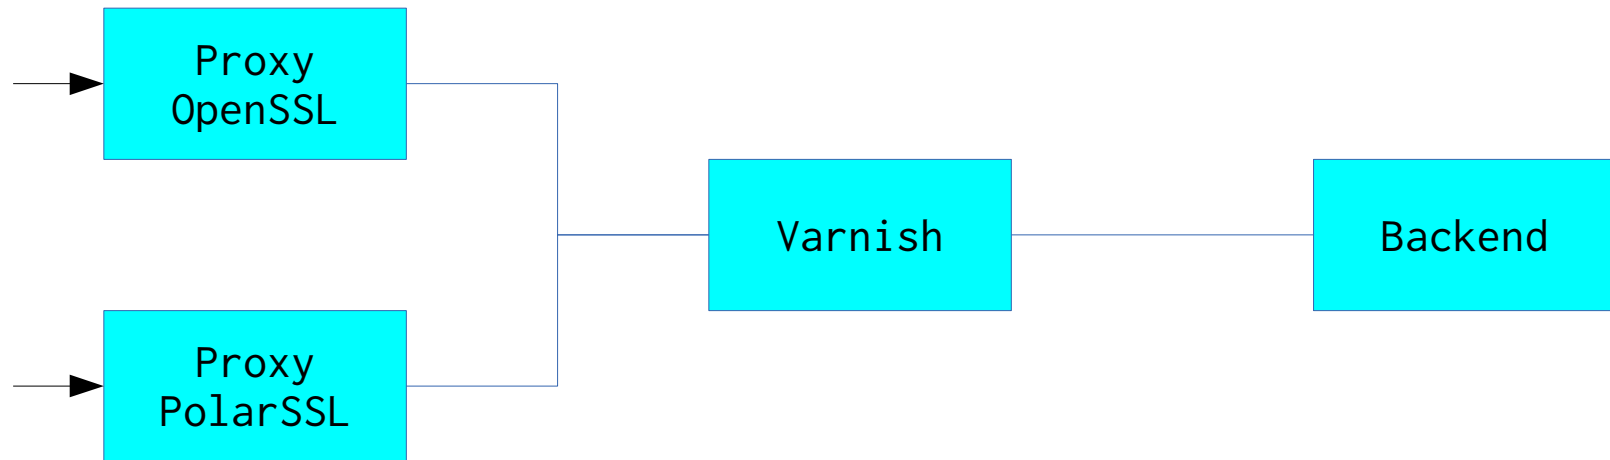 Proxy
OpenSSL
Varnish
Backend
Proxy
PolarSSL